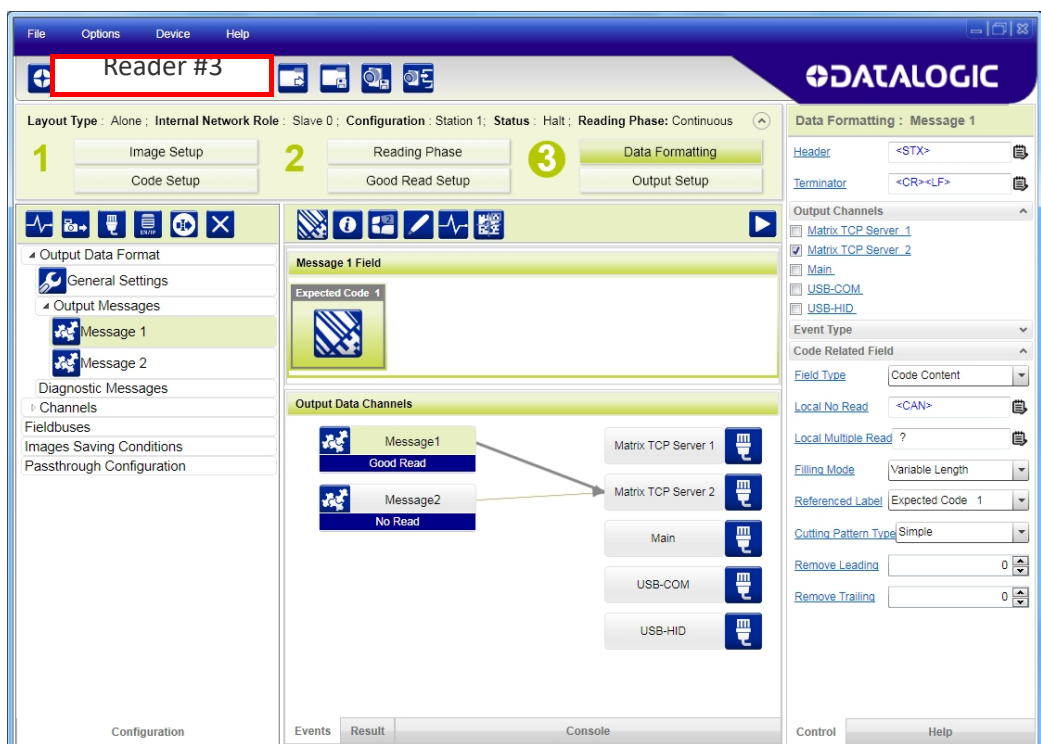 File Options Device Help
Reader #3
DATALOGIC
Layout Type : Alone ; Internal Network Role : Slave 0 ; Configuration : Station 1; Status : Halt ; Reading Phase: Continuous
1 Image Setup 2 Reading Phase 3 Data Formatting
Code Setup Good Read Setup Output Setup
Output Data Format
General Settings
Output Messages
Message 1
Message 2
Diagnostic Messages
Channels
Fieldbuses
Images Saving Conditions
Passthrough Configuration
Configuration
Message 1 Field
Expected Code 1
Output Data Channels
Message1
Good Read
Message2
No Read
Matrix TCP Server 1
Matrix TCP Server 2
Main
USB-COM
USB-HID
Events Result Console
Data Formatting : Message 1
Header <STX>
Terminator <CR><LF>
Output Channels
Matrix TCP Server 1
Matrix TCP Server 2
Main
USB-COM
USB-HID
Event Type
Code Related Field
Field Type Code Content
Local No Read <CAN>
Local Multiple Read ?
Filling Mode Variable Length
Referenced Label Expected Code 1
Cutting Pattern Type Simple
Remove Leading 0
Remove Trailing 0
Control Help